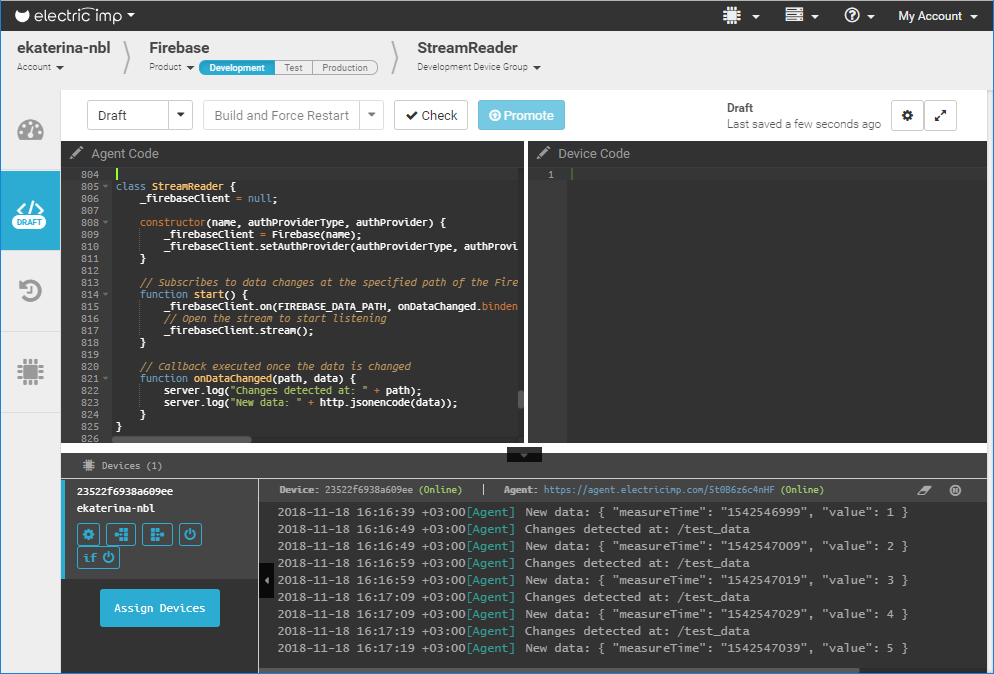 electric imp
My Account
ekaterina-nbl
Account
Firebase
Product
Development
Test
Production
StreamReader
Development Device Group
Draft
Build and Force Restart
Check
Promote
Draft
Last saved a few seconds ago
DRAFT
Agent Code
804
805 class StreamReader {
806 _firebaseClient = null;
807
808 constructor(name, authProviderType, authProvider) {
809 _firebaseClient = Firebase(name);
810 _firebaseClient.setAuthProvider(authProviderType, authProvi
811 }
812
813 // Subscribes to data changes at the specified path of the Fire
814 function start() {
815 _firebaseClient.on(FIREBASE_DATA_PATH, onDataChanged.binden
816 // Open the stream to start listening
817 _firebaseClient.stream();
818 }
819
820 // Callback executed once the data is changed
821 function onDataChanged(path, data) {
822 server.log("Changes detected at: " + path);
823 server.log("New data: " + http.jsonencode(data));
824 }
825 }
826
Device Code
1
Devices (1)
23522f6938a609ee
ekaterina-nbl
if
Assign Devices
Device: 23522f6938a609ee (Online) | Agent: https://agent.electricimp.com/5t0B6z6c4nHF (Online)
2018-11-18 16:16:39 +03:00[Agent] New data: { "measureTime": "1542546999", "value": 1 }
2018-11-18 16:16:49 +03:00[Agent] Changes detected at: /test_data
2018-11-18 16:16:49 +03:00[Agent] New data: { "measureTime": "1542547009", "value": 2 }
2018-11-18 16:16:59 +03:00[Agent] Changes detected at: /test_data
2018-11-18 16:16:59 +03:00[Agent] New data: { "measureTime": "1542547019", "value": 3 }
2018-11-18 16:17:09 +03:00[Agent] Changes detected at: /test_data
2018-11-18 16:17:09 +03:00[Agent] New data: { "measureTime": "1542547029", "value": 4 }
2018-11-18 16:17:19 +03:00[Agent] Changes detected at: /test_data
2018-11-18 16:17:19 +03:00[Agent] New data: { "measureTime": "1542547039", "value": 5 }